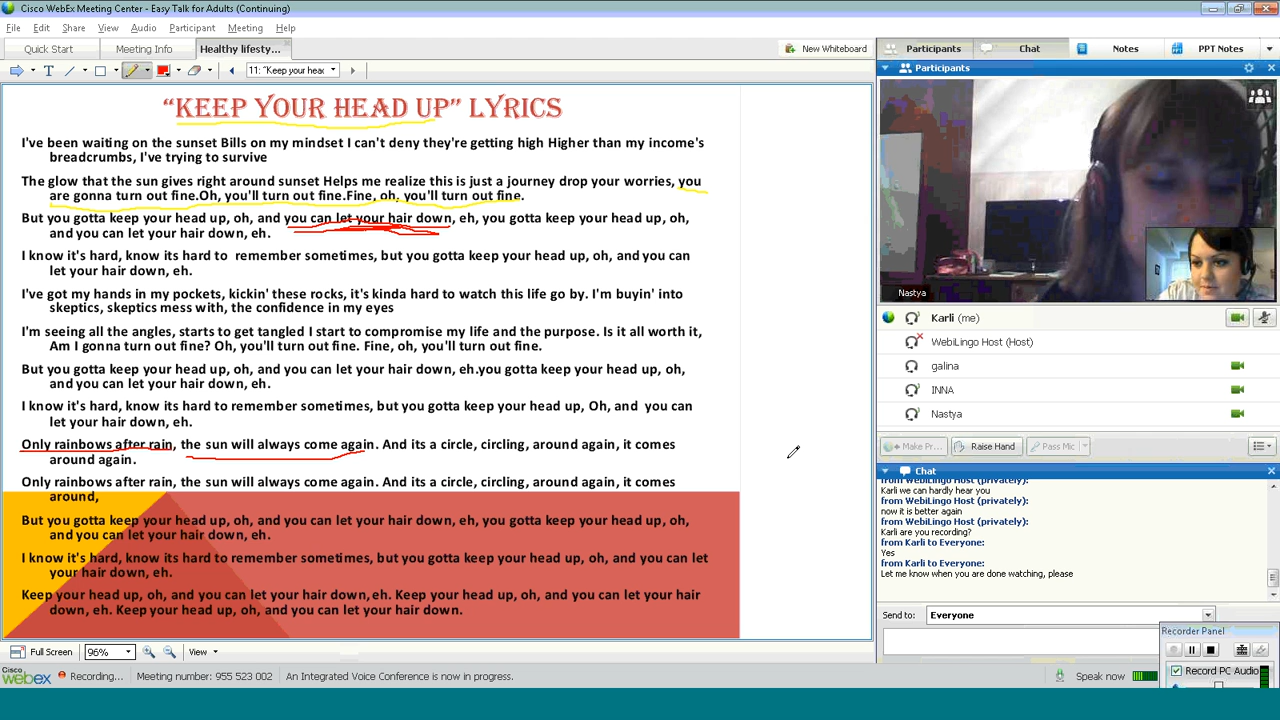 Cisco WebEx Meeting Center - Easy Talk for Adults (Continuing)
File Edit Share View Audio Participant Meeting Help
Quick Start Meeting Info Healthy lifesty... New Whiteboard
11: "Keep your heac
"KEEP YOUR HEAD UP" LYRICS
I've been waiting on the sunset Bills on my mindset I can't deny they're getting high Higher than my income's
breadcrumbs, I've trying to survive
The glow that the sun gives right around sunset Helps me realize this is just a journey drop your worries, you
are gonna turn out fine.Oh, you'll turn out fine.Fine, oh, you'll turn out fine.
But you gotta keep your head up, oh, and you can let your hair down, eh, you gotta keep your head up, oh,
and you can let your hair down, eh.
I know it's hard, know its hard to remember sometimes, but you gotta keep your head up, oh, and you can
let your hair down, eh.
I've got my hands in my pockets, kickin' these rocks, it's kinda hard to watch this life go by. I'm buyin' into
skeptics, skeptics mess with, the confidence in my eyes
I'm seeing all the angles, starts to get tangled I start to compromise my life and the purpose. Is it all worth it,
Am I gonna turn out fine? Oh, you'll turn out fine. Fine, oh, you'll turn out fine.
But you gotta keep your head up, oh, and you can let your hair down, eh.you gotta keep your head up, oh,
and you can let your hair down, eh.
I know it's hard, know its hard to remember sometimes, but you gotta keep your head up, Oh, and you can
let your hair down, eh.
Only rainbows after rain, the sun will always come again. And its a circle, circling, around again, it comes
around again.
Only rainbows after rain, the sun will always come again. And its a circle, circling, around again, it comes
around,
But you gotta keep your head up, oh, and you can let your hair down, eh, you gotta keep your head up, oh,
and you can let your hair down, eh.
I know it's hard, know its hard to remember sometimes, but you gotta keep your head up, oh, and you can let
your hair down, eh.
Keep your head up, oh, and you can let your hair down, eh. Keep your head up, oh, and you can let your hair
down, eh. Keep your head up, oh, and you can let your hair down.
Full Screen 96% View
Cisco
webex Recording... Meeting number: 955 523 002 An Integrated Voice Conference is now in progress. Speak now
Participants Chat Notes PPT Notes
Participants
Nastya
Karli (me)
WebiLingo Host (Host)
galina
INNA
Nastya
Make Pr... Raise Hand Pass Mic
Chat
from WebiLingo Host (privately):
Karli we can hardly hear you
from WebiLingo Host (privately):
now it is better again
from WebiLingo Host (privately):
Karli are you recording?
from Karli to Everyone:
Yes
from Karli to Everyone:
Let me know when you are done watching, please
Send to: Everyone
Recorder Panel
Record PC Audio